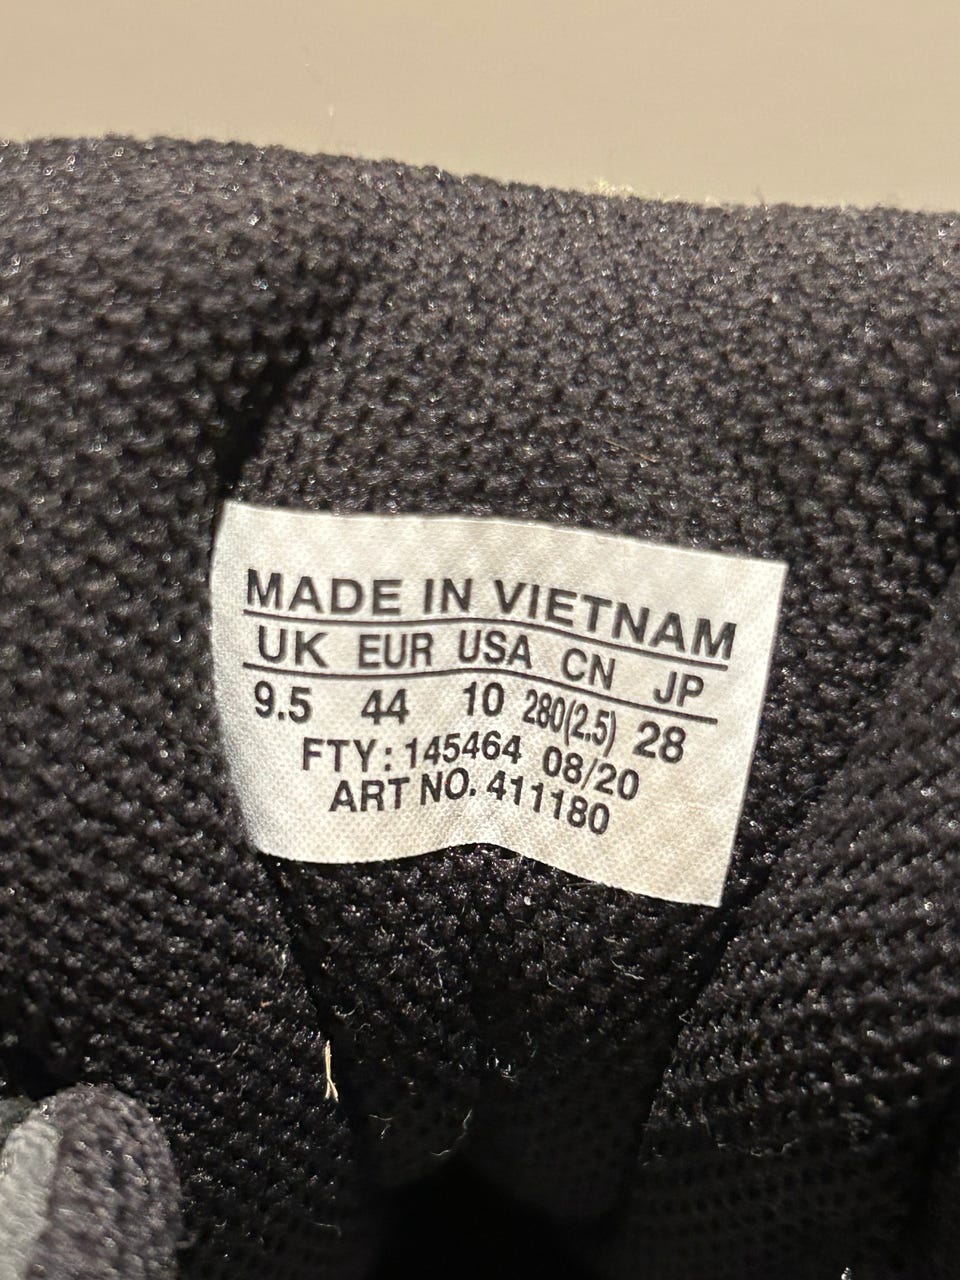 MADE IN VIETNAM
UK EUR USA CN JP
9.5 44 10 280(2.5) 28
FTY: 145464 08/20
ART NO. 411180